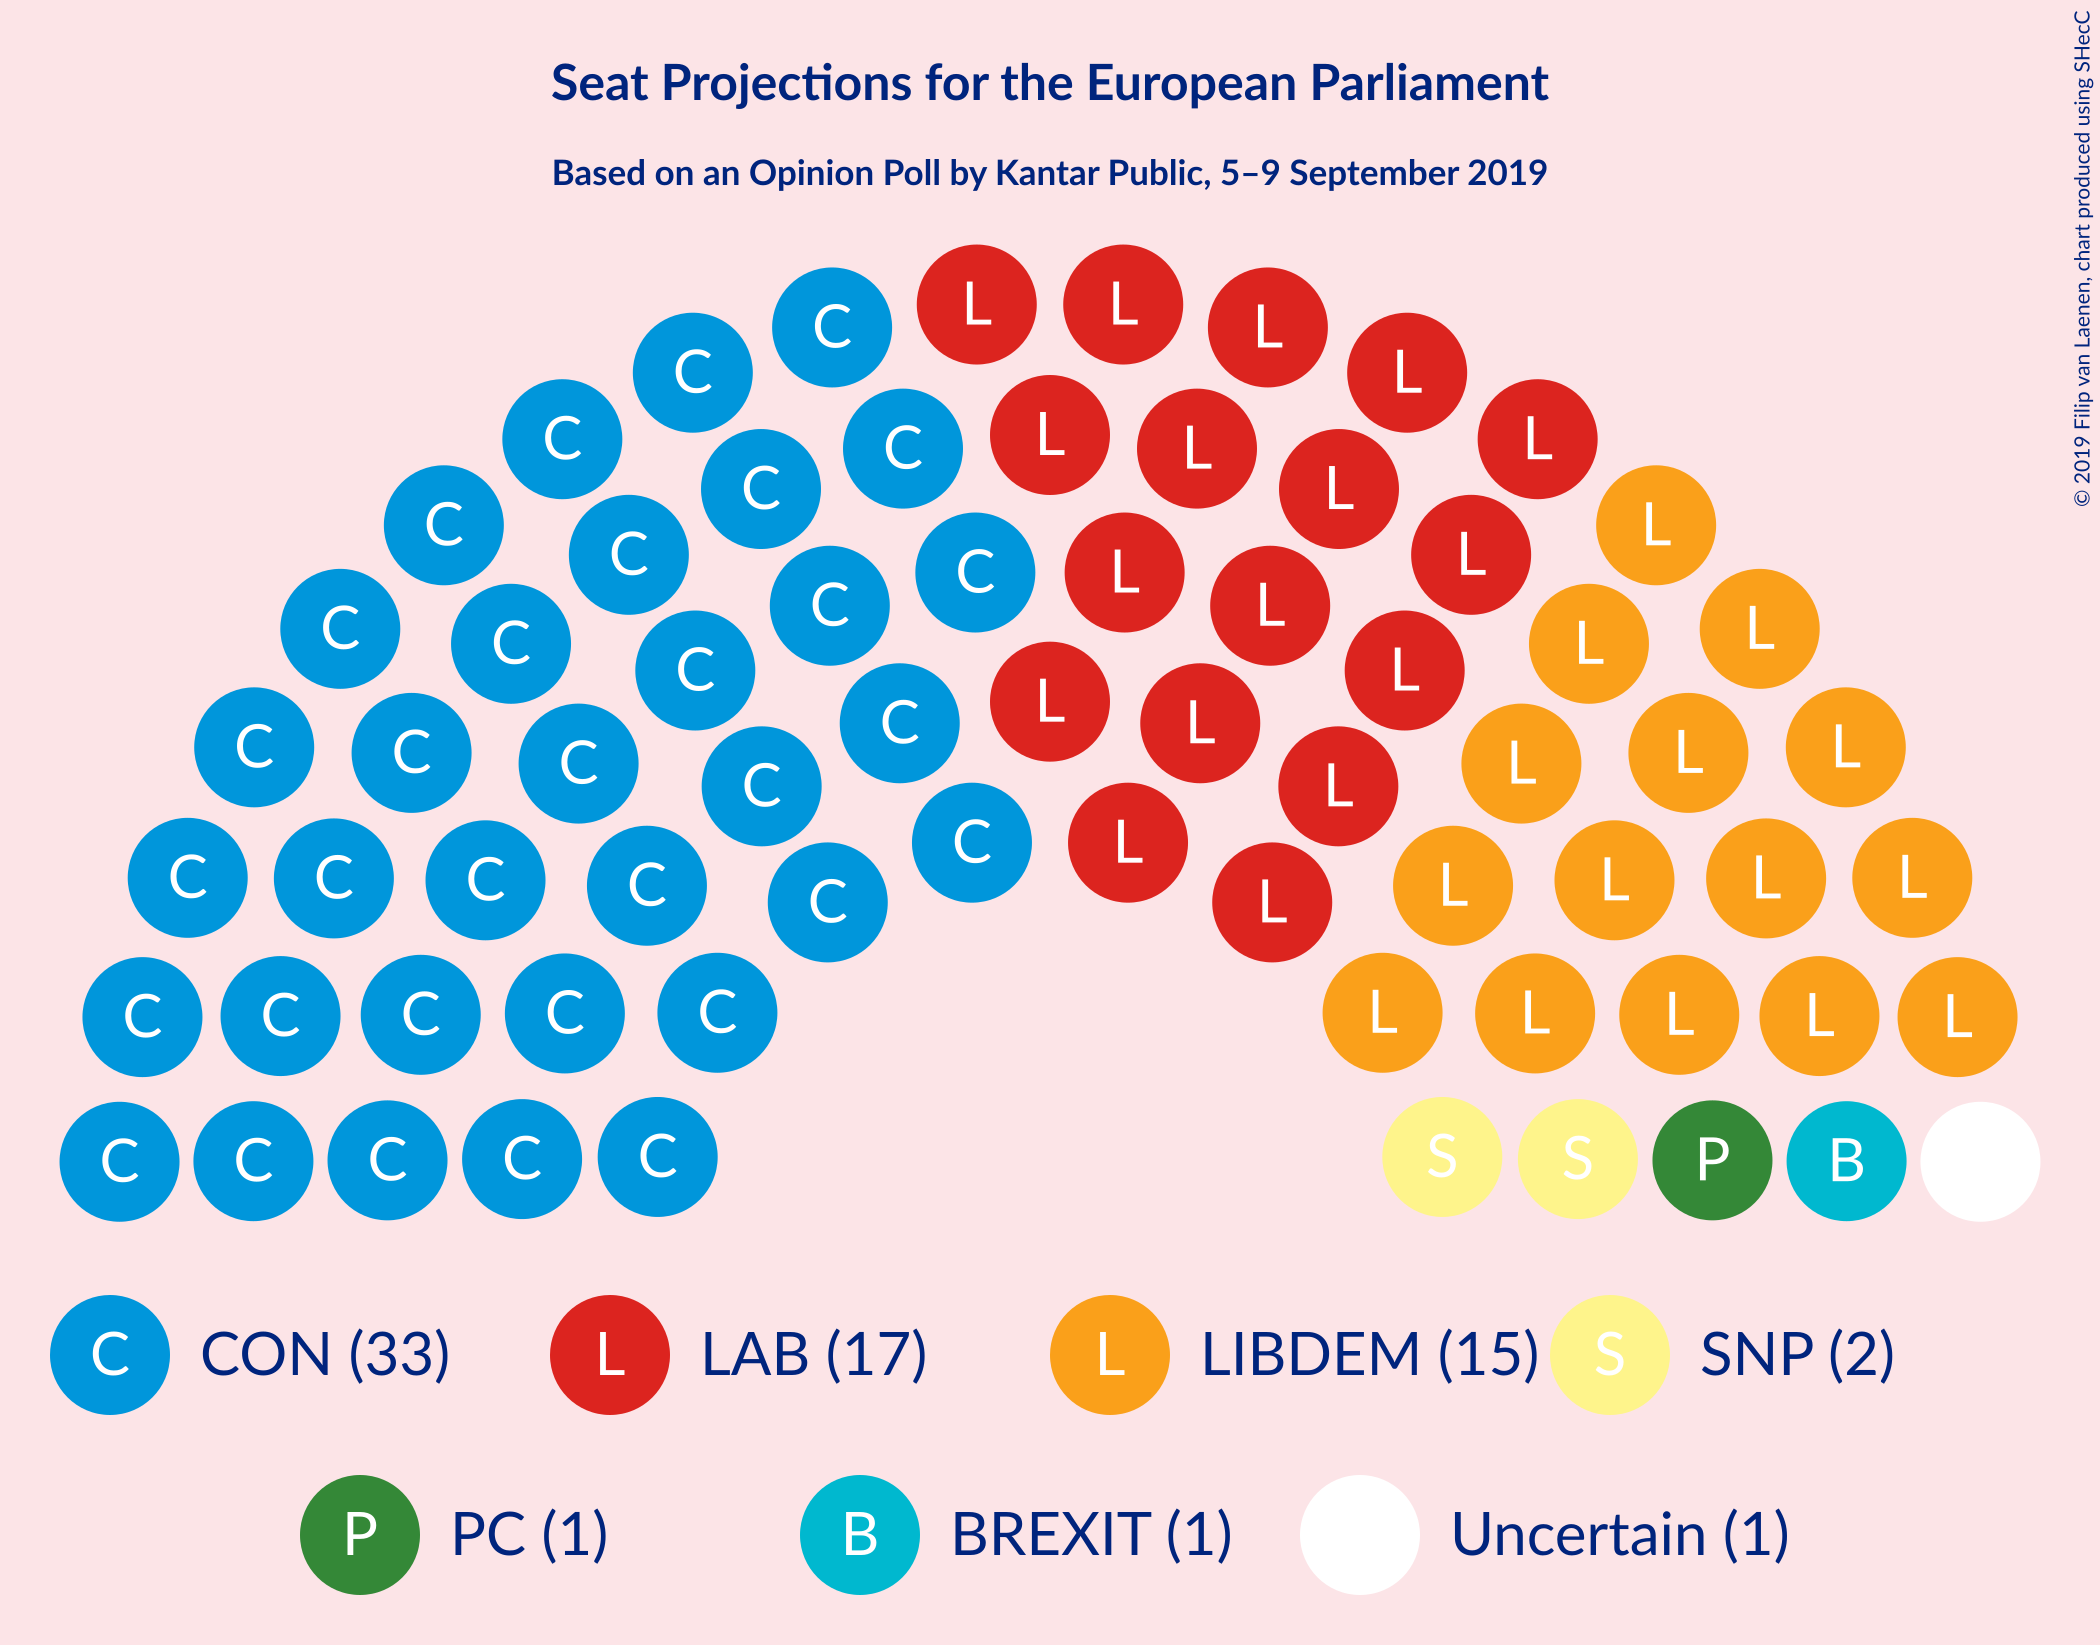 Seat Projections for the European Parliament
Based on an Opinion Poll by Kantar Public, 5–9 September 2019
© 2019 Filip van Laenen, chart produced using SHecC
L L
C L
C L
C L
C C L L
C L
C L
C L
C L
C C L L
C L
C L
C L
C L
C C L L
C L
C L
C L
C L
C C L L
C L
C L
C L
C C L L
C C C C C L L L L L
C C C C C S S P B
C CON (33) L LAB (17) L LIBDEM (15) S SNP (2)
P PC (1) B BREXIT (1) Uncertain (1)